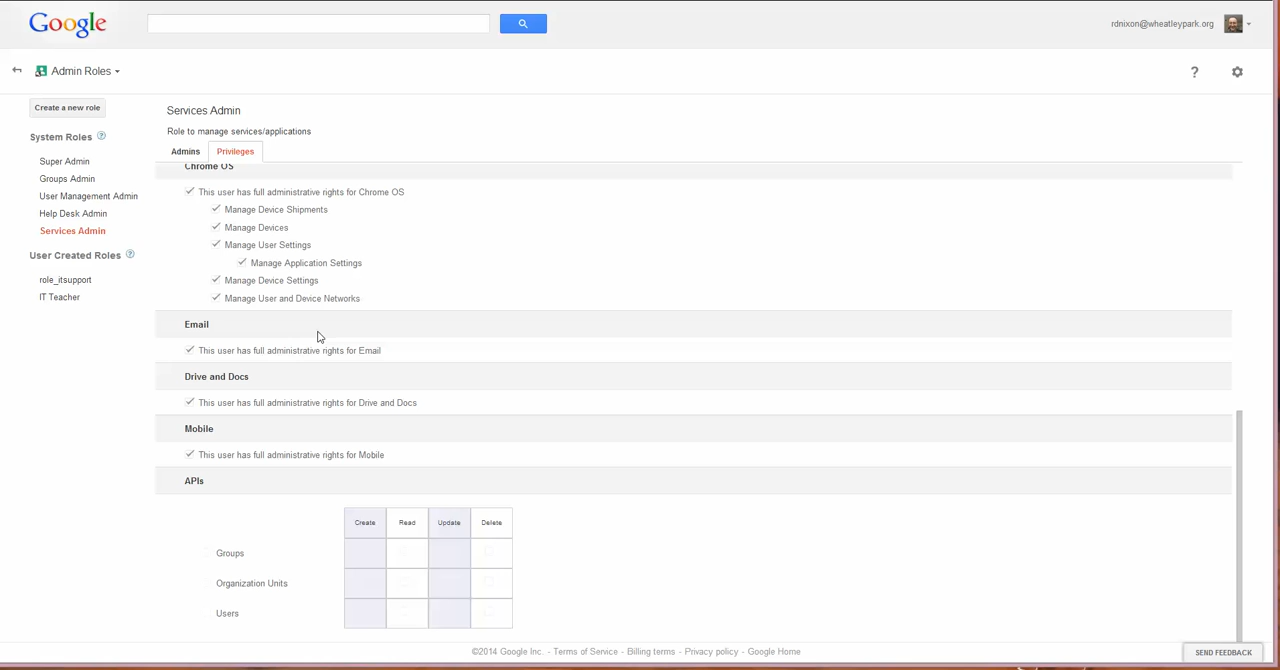 Google
rdnixon@wheatleypark.org
Admin Roles
?
Create a new role
System Roles ?
Super Admin
Groups Admin
User Management Admin
Help Desk Admin
Services Admin
User Created Roles ?
role_itsupport
IT Teacher
Services Admin
Role to manage services/applications
Admins Privileges
Chrome OS
This user has full administrative rights for Chrome OS
Manage Device Shipments
Manage Devices
Manage User Settings
Manage Application Settings
Manage Device Settings
Manage User and Device Networks
Email
This user has full administrative rights for Email
Drive and Docs
This user has full administrative rights for Drive and Docs
Mobile
This user has full administrative rights for Mobile
APIs
Create Read Update Delete
Groups
Organization Units
Users
©2014 Google Inc. - Terms of Service - Billing terms - Privacy policy - Google Home
SEND FEEDBACK